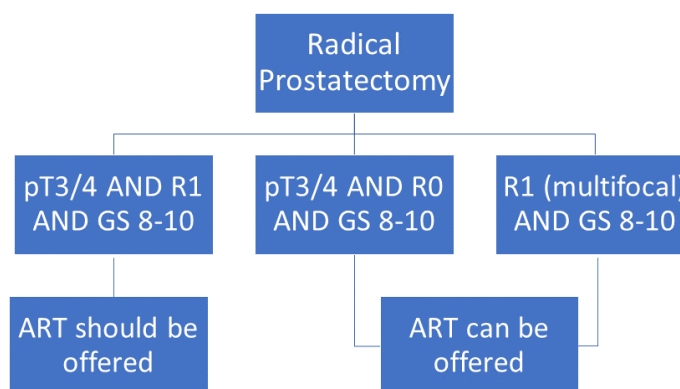 Radical
Prostatectomy
pT3/4 AND R1
AND GS 8-10
pT3/4 AND R0
AND GS 8-10
R1 (multifocal)
AND GS 8-10
ART should be
offered
ART can be
offered